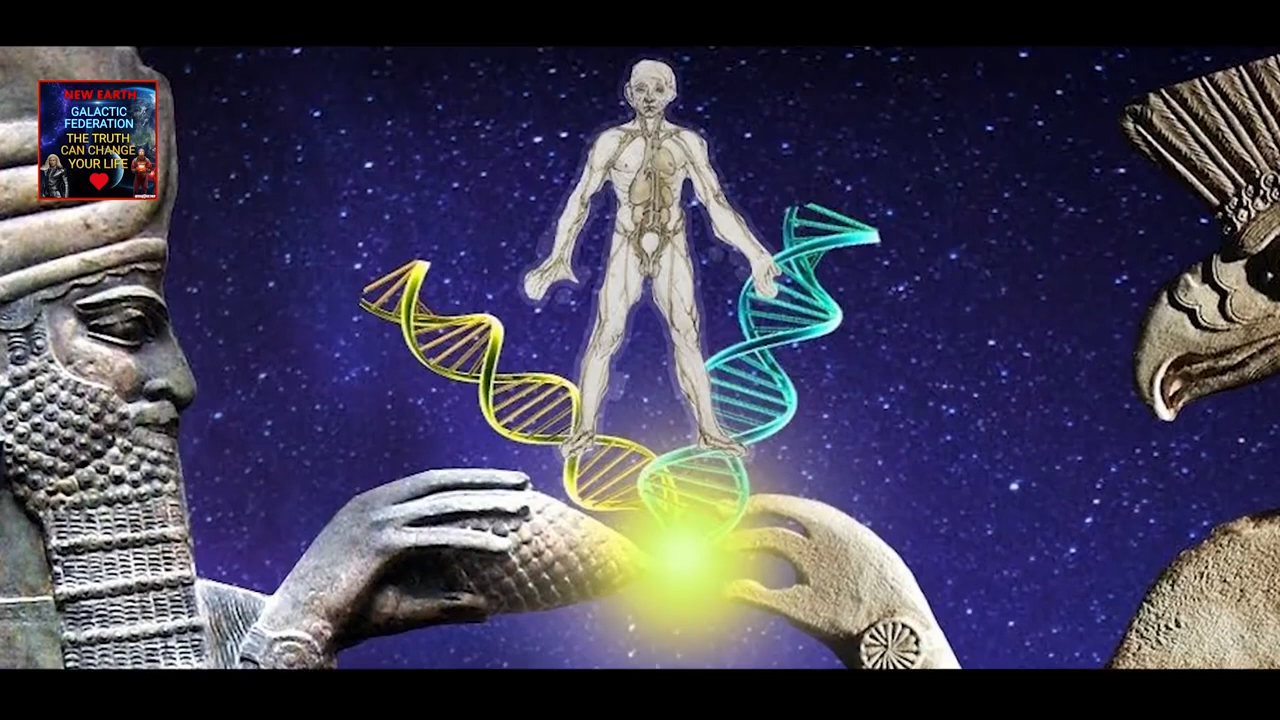 NEW EARTH
GALACTIC
FEDERATION
THE TRUTH
CAN CHANGE
YOUR LIFE